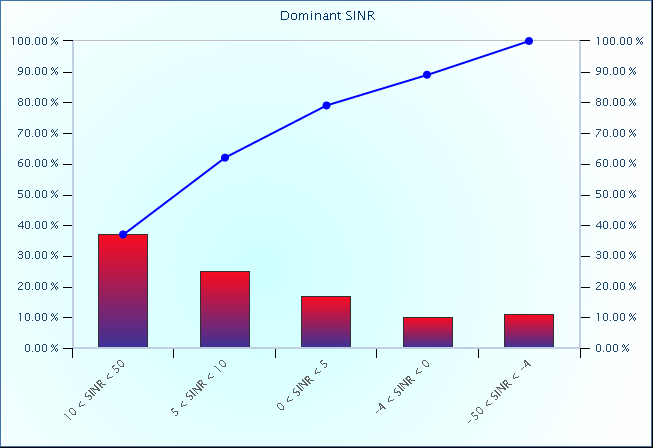 Dominant SINR
100.00 % 100.00 %
90.00 % 90.00 %
80.00 % 80.00 %
70.00 % 70.00 %
60.00 % 60.00 %
50.00 % 50.00 %
40.00 % 40.00 %
30.00 % 30.00 %
20.00 % 20.00 %
10.00 % 10.00 %
0.00 % 0.00 %
10 < SINR < 50
5 < SINR < 10
0 < SINR < 5
-4 < SINR < 0
-50 < SINR < -4